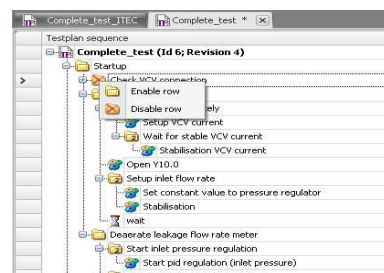 Complete_test_ITEC Complete_test *
Testplan sequence
Complete_test (Id 6; Revision 4)
Startup
Check VCV connection
Enable row
Disable row
Setup VCV current
Wait for stable VCV current
Stabilisation VCV current
Open Y10.0
Setup inlet flow rate
Set constant value to pressure regulator
Stabilisation
wait
Deaerate leakage flow rate meter
Start inlet pressure regulation
Start pid regulation (inlet pressure)